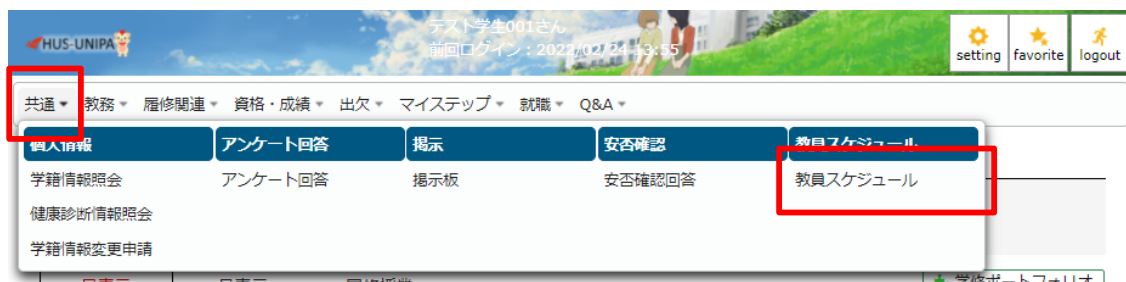 HUS-UNIPA
テスト学生001さん
前回ログイン : 2022/02/24 13:55
setting favorite logout
共通 教務 履修関連 資格・成績 出欠 マイステップ 就職 Q&A
個人情報 アンケート回答 掲示 安否確認 教員スケジュール
学籍情報照会 アンケート回答 掲示板 安否確認回答 教員スケジュール
健康診断情報照会
学籍情報変更申請
学修ポートフォリオ